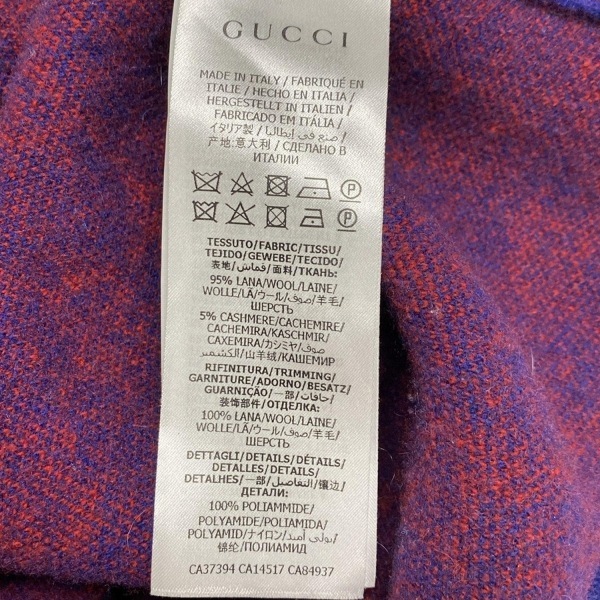 GUCCI
MADE IN ITALY / FABRIQUÉ EN
ITALIE / HECHO EN ITALIA /
HERGESTELLT IN ITALIEN /
FABRICADO EM ITÁLIA /
イタリア製 / صنع في إيطاليا /
产地:意大利 / СДЕЛАНО В
ИТАЛИИ
P
P
TESSUTO/FABRIC/TISSU/
TEJIDO/GEWEBE/TECIDO/
表地/قماش/面料/ТКАНЬ:
95% LANA/WOOL/LAINE/
WOLLE/LÃ/ウール/صوف/羊毛/
ШЕРСТЬ
5% CASHMERE/CACHEMIRE/
CACHEMIRA/KASCHMIR/
CAXEMIRA/カシミヤ/صوف
الكشمير/山羊绒/КАШЕМИР
RIFINITURA/TRIMMING/
GARNITURE/ADORNO/BESATZ/
GUARNIÇÃO/一部/حافات/
装饰部件/ОТДЕЛКА:
100% LANA/WOOL/LAINE/
WOLLE/LÃ/ウール/صوف/羊毛/
ШЕРСТЬ
DETTAGLI/DETAILS/DÉTAILS/
DETALLES/DETAILS/
DETALHES/一部/التفاصيل/镶边/
ДЕТАЛИ:
100% POLIAMMIDE/
POLYAMIDE/POLIAMIDA/
POLYAMID/ナイロン/بولي أميد/
锦纶/ПОЛИАМИД
CA37394 CA14517 CA84937